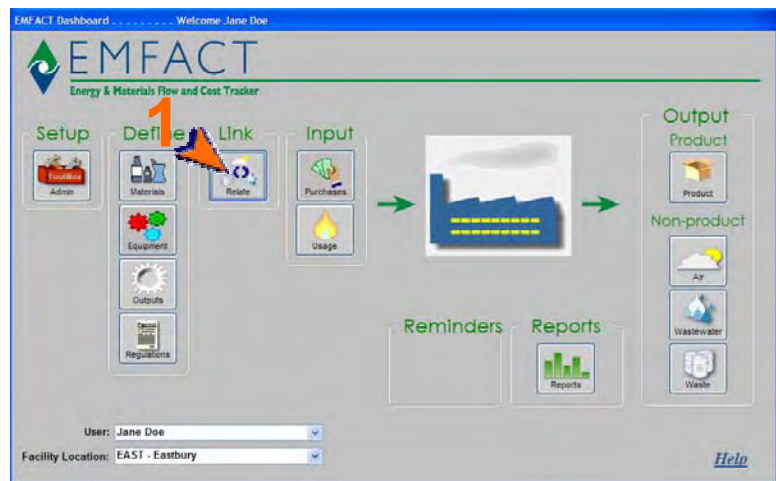 EMFACT Dashboard . . . . . . . . . Welcome Jane Doe
EMFACT
Energy & Materials Flow and Cost Tracker
1
Setup
Define
Link
Input
Output
Product
ToolBox
Admin
Materials
Relate
Purchases
Product
Equipment
Usage
Non-product
Air
Outputs
Wastewater
Regulations
Reminders
Reports
Reports
Waste
User: Jane Doe
Facility Location: EAST - Eastbury
Help